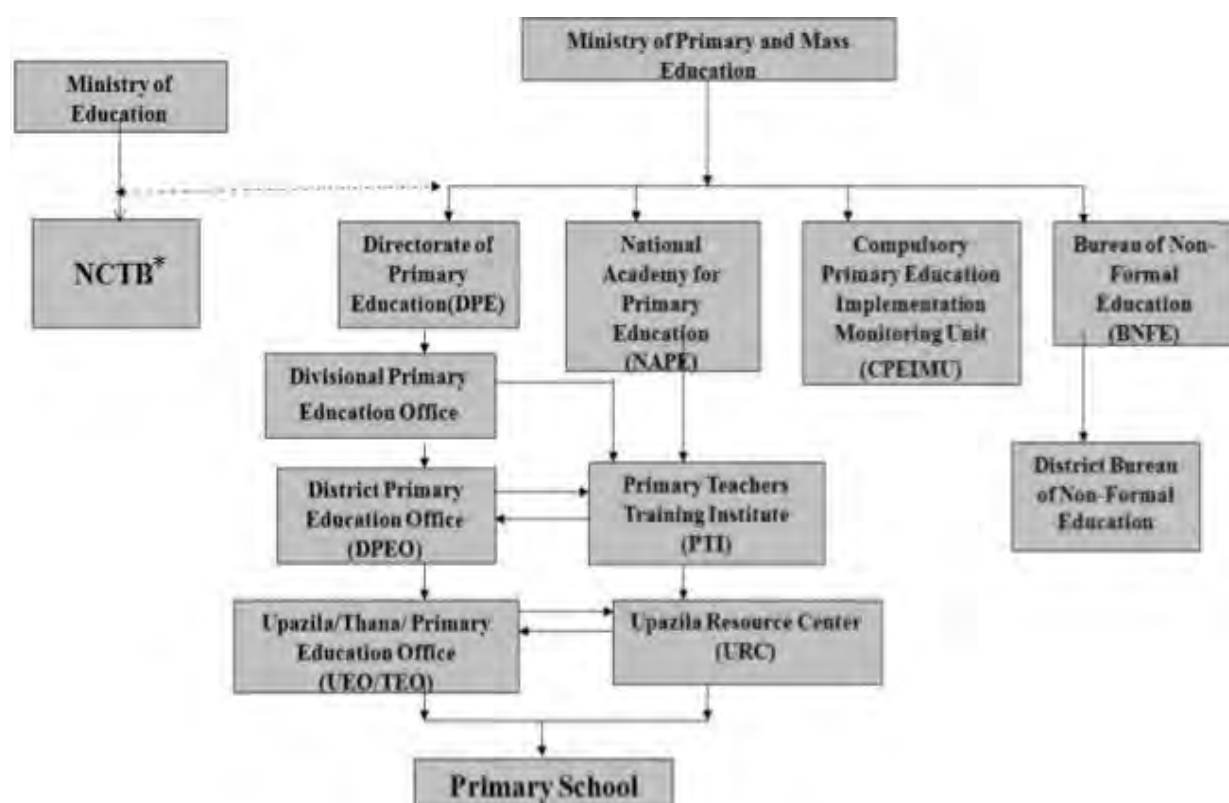 Ministry of Primary and Mass
Education
Ministry of
Education
NCTB*
Directorate of
Primary
Education(DPE)
National
Academy for
Primary
Education
(NAPE)
Compulsory
Primary Education
Implementation
Monitoring Unit
(CPEIMU)
Bureau of Non-
Formal
Education
(BNFE)
Divisional Primary
Education Office
District Primary
Education Office
(DPEO)
Primary Teachers
Training Institute
(PTI)
District Bureau
of Non-Formal
Education
Upazila/Thana/ Primary
Education Office
(UEO/TEO)
Upazila Resource Center
(URC)
Primary School